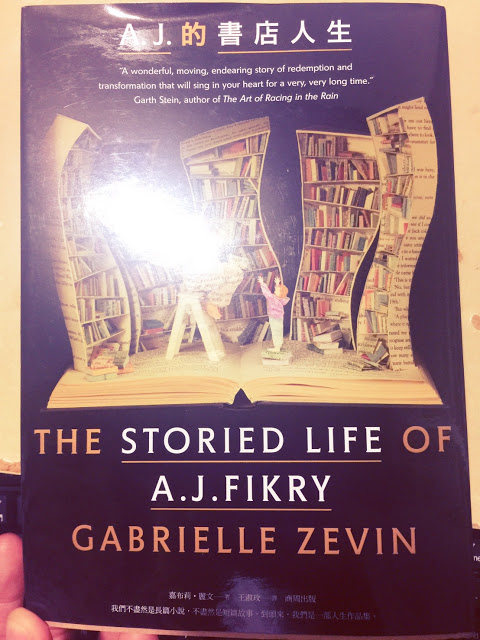 A.J.的書店人生
"A wonderful, moving, endearing story of redemption and
transformation that will sing in your heart for a very, very long time."
Garth Stein, author of The Art of Racing in the Rain
THE STORIED LIFE OF
A.J.FIKRY
GABRIELLE ZEVIN
嘉布莉·麗文 著 王淑玫 譯 商周出版
我們不盡然是長篇小說,不盡然是短篇故事。到頭來,我們是一部人生作品集。